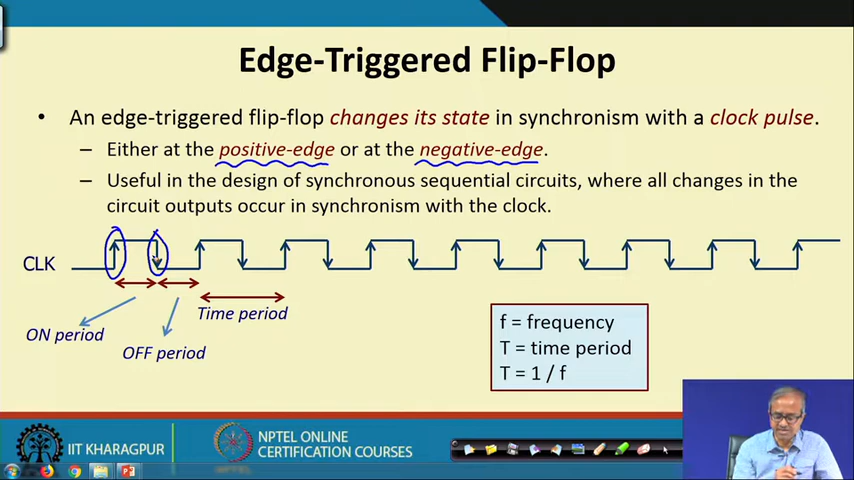 Edge-Triggered Flip-Flop
• An edge-triggered flip-flop changes its state in synchronism with a clock pulse.
– Either at the positive-edge or at the negative-edge.
– Useful in the design of synchronous sequential circuits, where all changes in the
circuit outputs occur in synchronism with the clock.
CLK
Time period
ON period
OFF period
f = frequency
T = time period
T = 1 / f
IIT KHARAGPUR
NPTEL ONLINE
CERTIFICATION COURSES